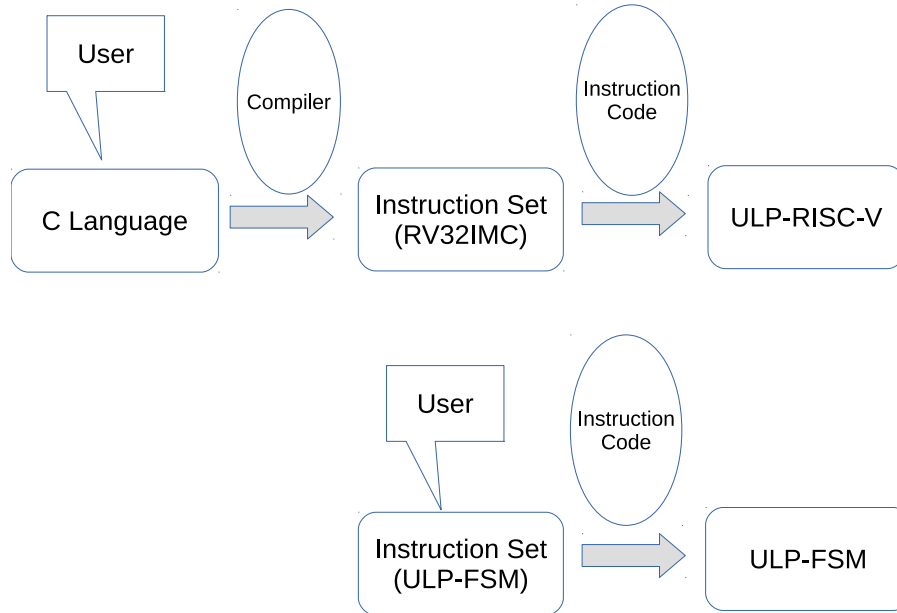 User
Compiler
Instruction
Code
C Language
Instruction Set
(RV32IMC)
ULP-RISC-V
User
Instruction
Code
Instruction Set
(ULP-FSM)
ULP-FSM